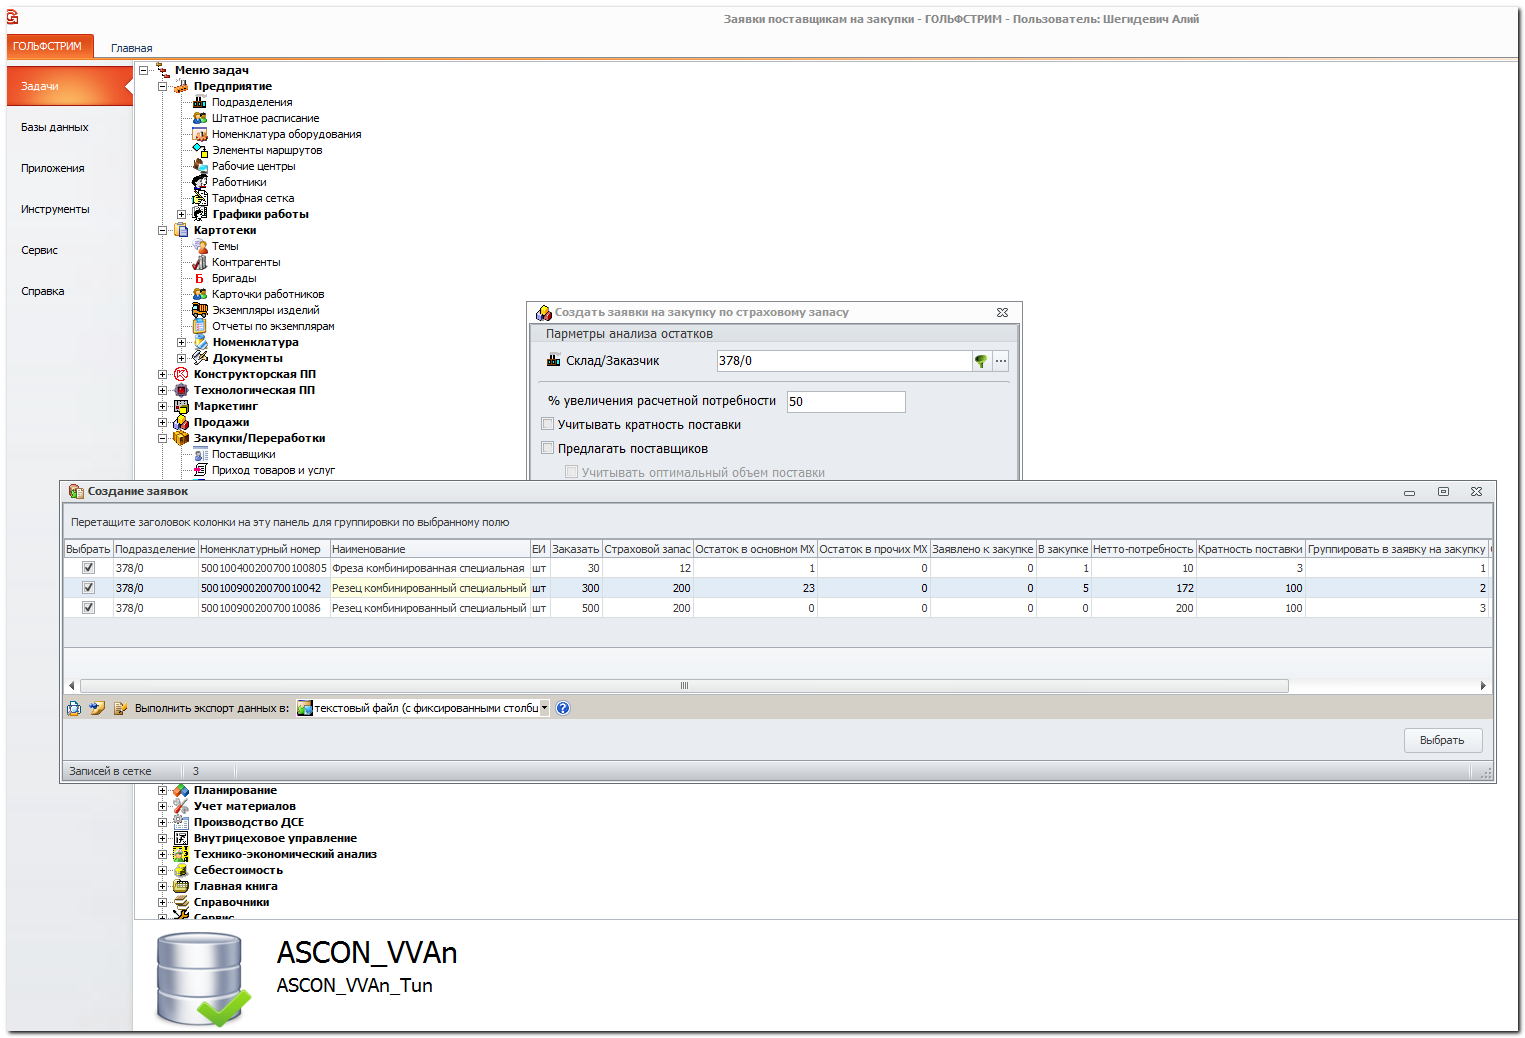 Заявки поставщикам на закупки - ГОЛЬФСТРИМ - Пользователь: Шегидевич Алий
ГОЛЬФСТРИМ Главная
Задачи
Базы данных
Приложения
Инструменты
Сервис
Справка
Меню задач
Предприятие
Подразделения
Штатное расписание
Номенклатура оборудования
Элементы маршрутов
Рабочие центры
Работники
Тарифная сетка
Графики работы
Картотеки
Темы
Контрагенты
Бригады
Карточки работников
Экземпляры изделий
Отчеты по экземплярам
Номенклатура
Документы
Конструкторская ПП
Технологическая ПП
Маркетинг
Продажи
Закупки/Переработки
Поставщики
Приход товаров и услуг
Создать заявки на закупку по страховому запасу
Парметры анализа остатков
Склад/Заказчик 378/0
% увеличения расчетной потребности 50
Учитывать кратность поставки
Предлагать поставщиков
Учитывать оптимальный объем поставки
Создание заявок
Перетащите заголовок колонки на эту панель для группировки по выбранному полю
Выбрать Подразделение Номенклатурный номер Наименование ЕИ Заказать Страховой запас Остаток в основном МХ Остаток в прочих МХ Заявлено к закупке В закупке Нетто-потребность Кратность поставки Группировать в заявку на закупку
378/0 500100400200700100805 Фреза комбинированная специальная шт 30 12 1 0 0 1 10 3 1
378/0 50010090020070010042 Резец комбинированный специальный шт 300 200 23 0 0 5 172 100 2
378/0 50010090020070010086 Резец комбинированный специальный шт 500 200 0 0 0 0 200 100 3
Выполнить экспорт данных в: текстовый файл (с фиксированными столбц
Выбрать
Записей в сетке 3
Планирование
Учет материалов
Производство ДСЕ
Внутрицеховое управление
Технико-экономический анализ
Себестоимость
Главная книга
Справочники
Сервис
ASCON_VVAn
ASCON_VVAn_Tun